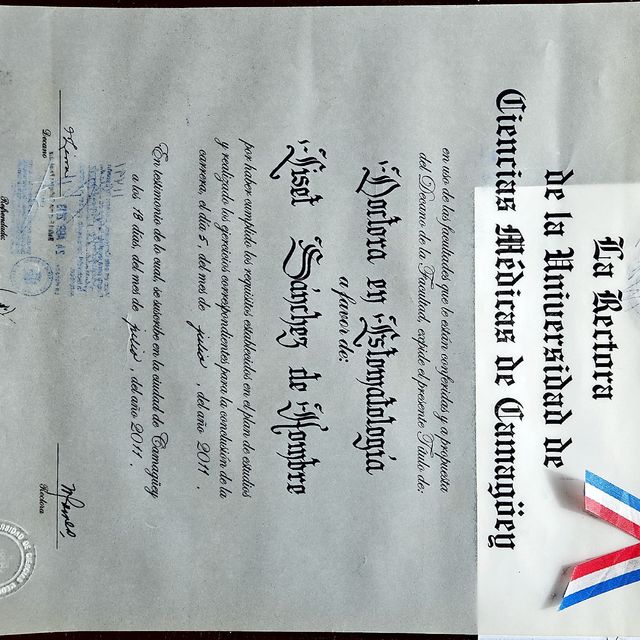 La Rectora
de la Universidad de
Ciencias Médicas de Camagüey
en uso de las facultades que le están conferidas y a propuesta
del Decano de la Facultad, expide el presente Título de:
Doctora en Estomatología
a favor de:
Liset Sánchez de Hombre
por haber cumplido los requisitos establecidos en el plan de estudios
y realizado los ejercicios correspondientes para la conclusión de la
carrera, el día 5, del mes de julio, del año 2011.
En testimonio de lo cual, se suscribe en la ciudad de Camagüey
a los 19 días, del mes de julio, del año 2011.
Decano
Rectora
Refrendado: